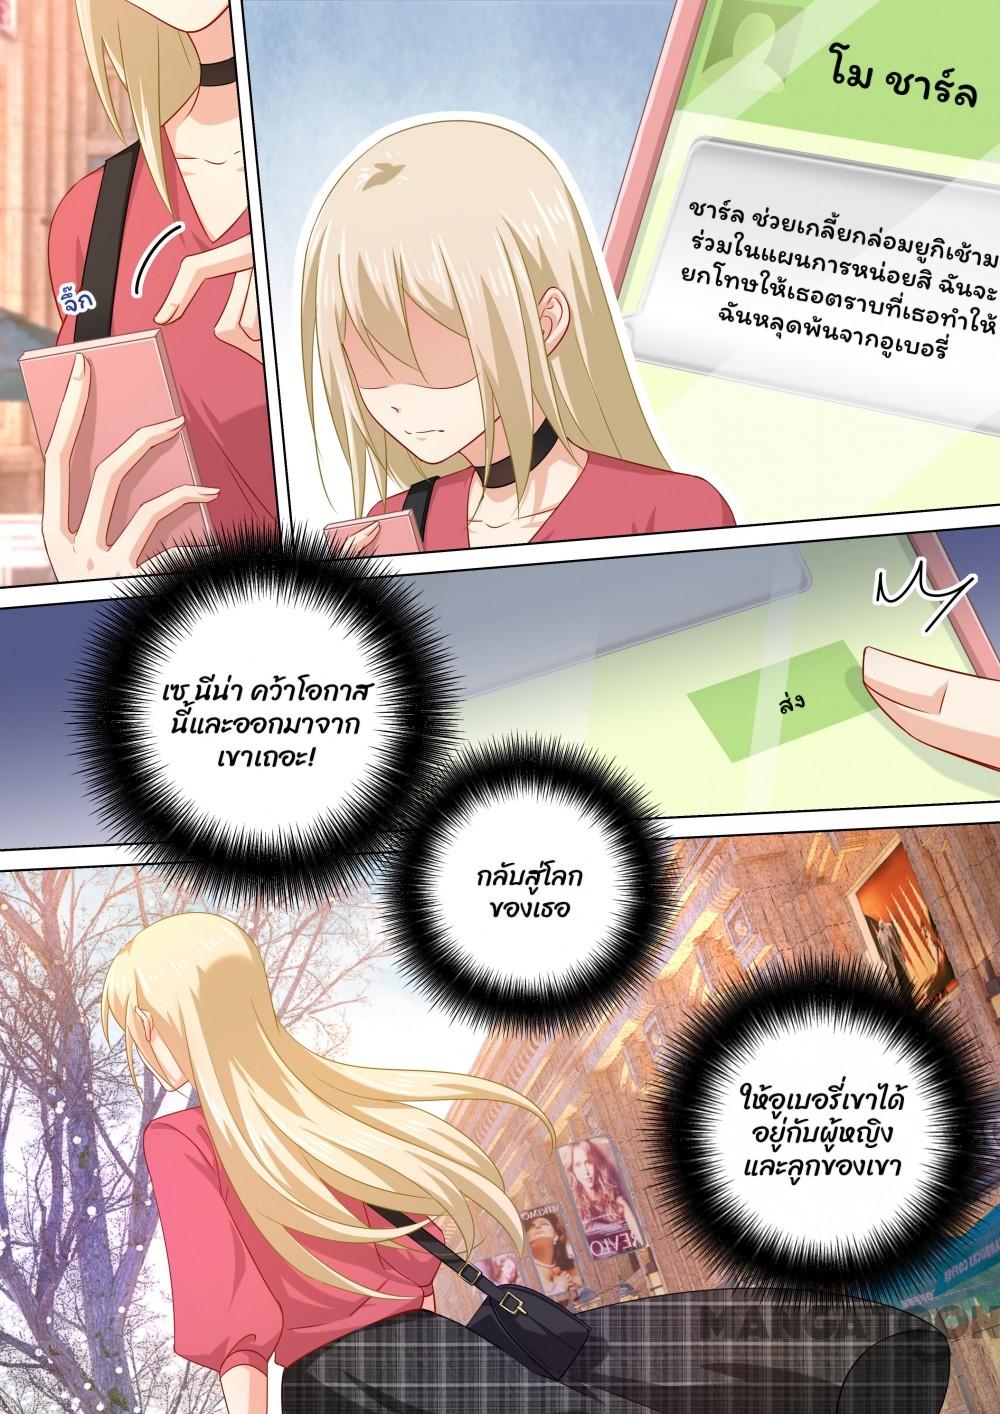 โม ชาร์ล
ชาร์ล ช่วยเกลี้ยกล่อมยูกิเข้ามา
ร่วมในแผนการหน่อยสิ ฉันจะ
ยกโทษให้เธอตราบที่เธอทำให้
ฉันหลุดพ้นจากอูเบอรี่
จิ๊ก
ส่ง
เซ นีน่า คว้าโอกาส
นี้และออกมาจาก
เขาเถอะ!
กลับสู่โลก
ของเธอ
ให้อูเบอรี่เขาได้
อยู่กับผู้หญิง
และลูกของเขา
REVLO
MANGATOON